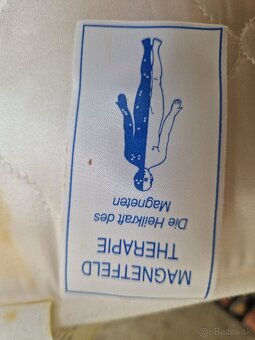 MAGNETFELD
THERAPIE
Die Heilkraft des
Magneten
Bazos.sk